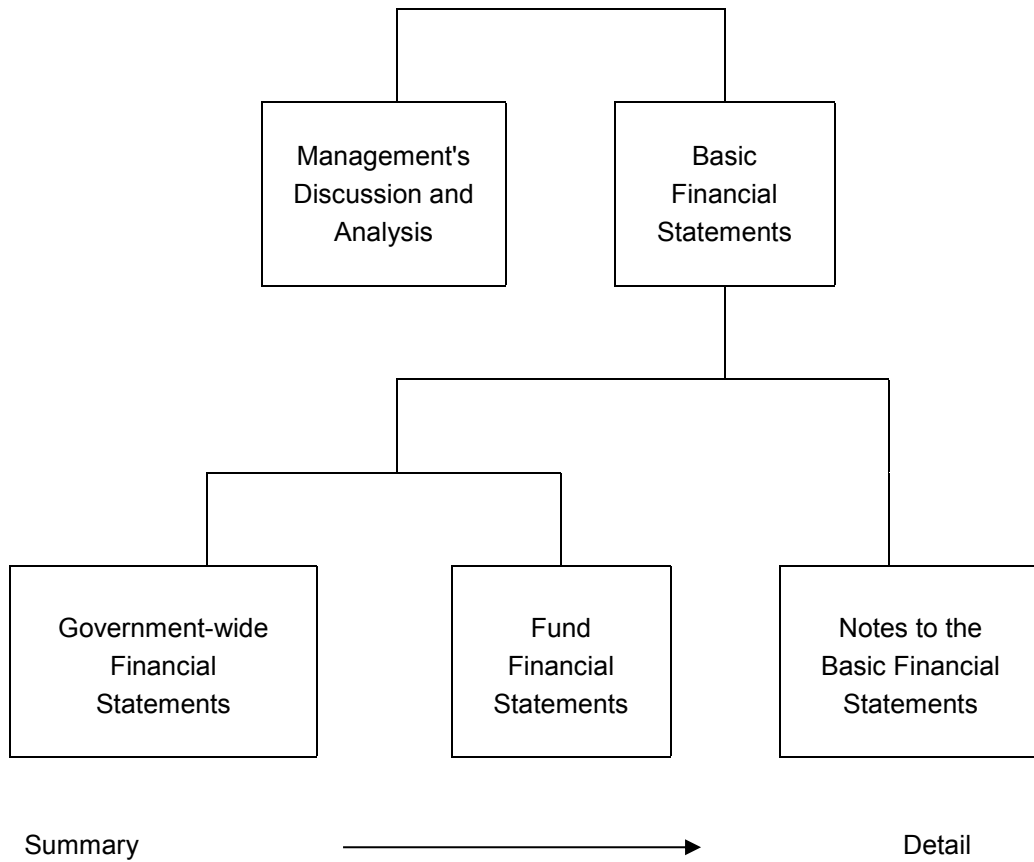 Management's
Discussion and
Analysis
Basic
Financial
Statements
Government-wide
Financial
Statements
Fund
Financial
Statements
Notes to the
Basic Financial
Statements
Summary
Detail